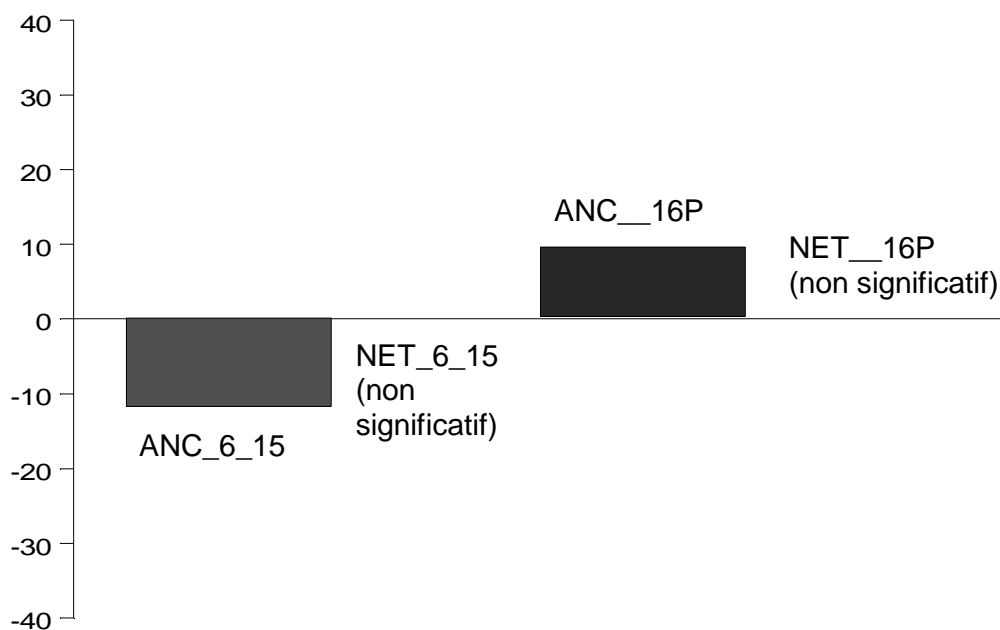 40
30
20
10
0
-10
-20
-30
-40
ANC__16P
NET__16P
(non significatif)
NET_6_15
(non
significatif)
ANC_6_15